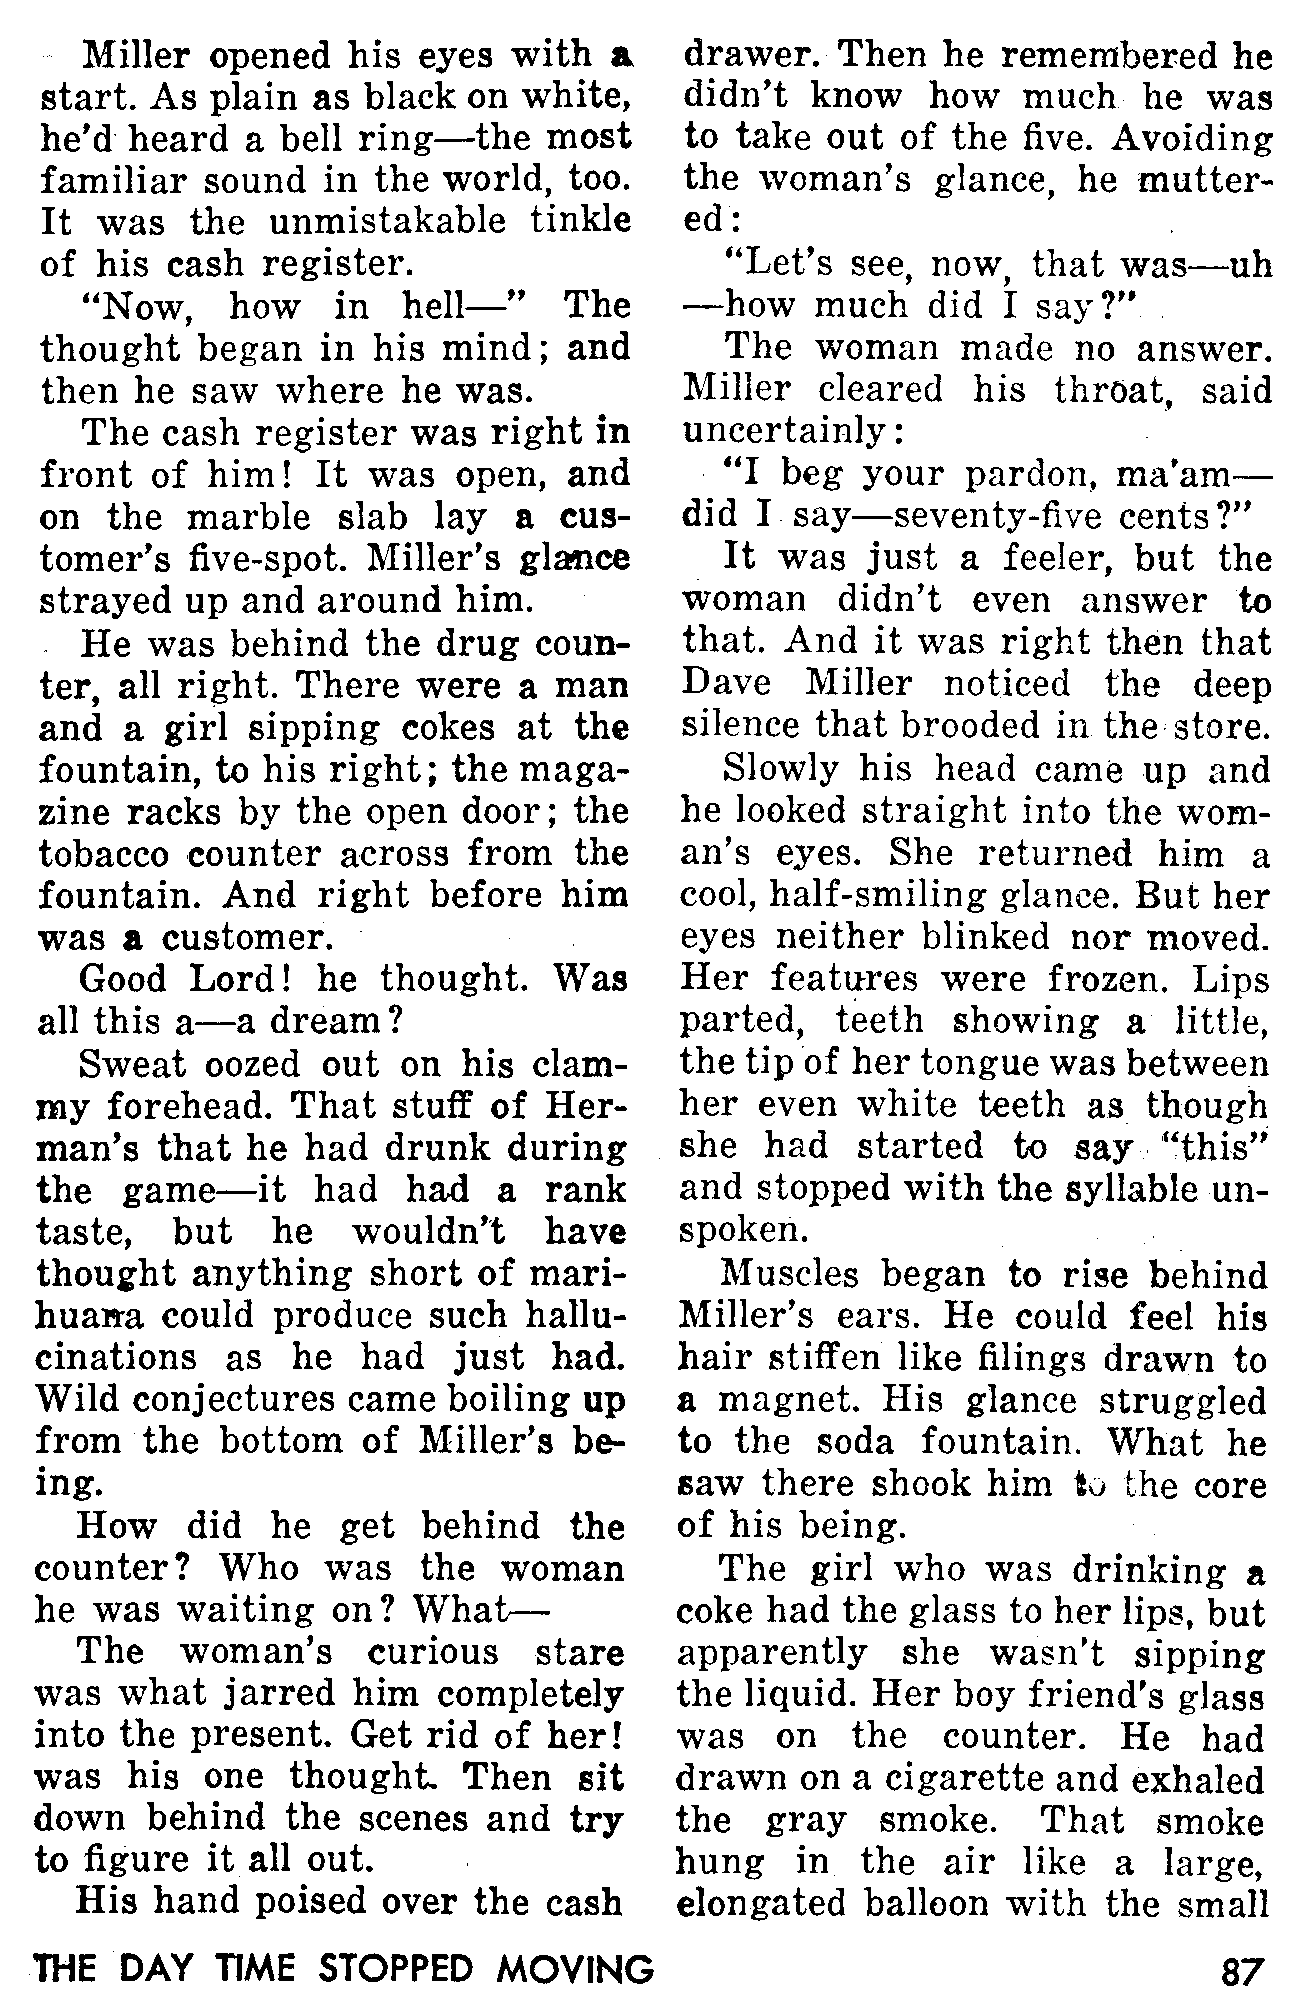 Miller opened his eyes with a
start. As plain as black on white,
he'd heard a bell ring—the most
familiar sound in the world, too.
It was the unmistakable tinkle
of his cash register.
"Now, how in hell—" The
thought began in his mind; and
then he saw where he was.
The cash register was right in
front of him! It was open, and
on the marble slab lay a cus-
tomer's five-spot. Miller's glance
strayed up and around him.
He was behind the drug coun-
ter, all right. There were a man
and a girl sipping cokes at the
fountain, to his right; the maga-
zine racks by the open door; the
tobacco counter across from the
fountain. And right before him
was a customer.
Good Lord! he thought. Was
all this a—a dream?
Sweat oozed out on his clam-
my forehead. That stuff of Her-
man's that he had drunk during
the game—it had had a rank
taste, but he wouldn't have
thought anything short of mari-
huana could produce such hallu-
cinations as he had just had.
Wild conjectures came boiling up
from the bottom of Miller's be-
ing.
How did he get behind the
counter? Who was the woman
he was waiting on? What—
The woman's curious stare
was what jarred him completely
into the present. Get rid of her!
was his one thought. Then sit
down behind the scenes and try
to figure it all out.
His hand poised over the cash
drawer. Then he remembered he
didn't know how much he was
to take out of the five. Avoiding
the woman's glance, he mutter-
ed:
"Let's see, now, that was—uh
—how much did I say?"
The woman made no answer.
Miller cleared his throat, said
uncertainly:
"I beg your pardon, ma'am—
did I say—seventy-five cents?"
It was just a feeler, but the
woman didn't even answer to
that. And it was right then that
Dave Miller noticed the deep
silence that brooded in the store.
Slowly his head came up and
he looked straight into the wom-
an's eyes. She returned him a
cool, half-smiling glance. But her
eyes neither blinked nor moved.
Her features were frozen. Lips
parted, teeth showing a little,
the tip of her tongue was between
her even white teeth as though
she had started to say "this"
and stopped with the syllable un-
spoken.
Muscles began to rise behind
Miller's ears. He could feel his
hair stiffen like filings drawn to
a magnet. His glance struggled
to the soda fountain. What he
saw there shook him to the core
of his being.
The girl who was drinking a
coke had the glass to her lips, but
apparently she wasn't sipping
the liquid. Her boy friend's glass
was on the counter. He had
drawn on a cigarette and exhaled
the gray smoke. That smoke
hung in the air like a large,
elongated balloon with the small
THE DAY TIME STOPPED MOVING 87